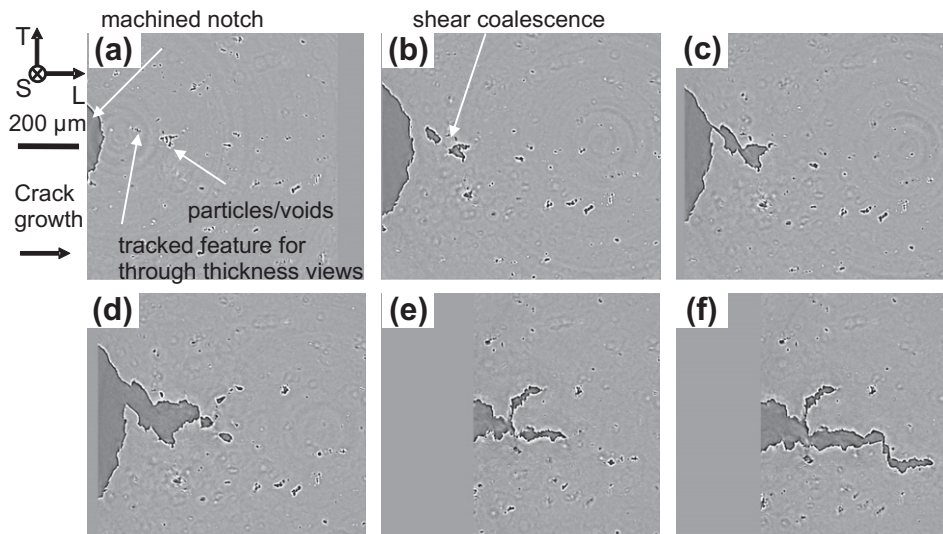 machined notch
shear coalescence
T
(a)
(b)
(c)
S
L
200 µm
Crack
growth
particles/voids
tracked feature for
through thickness views
(d)
(e)
(f)